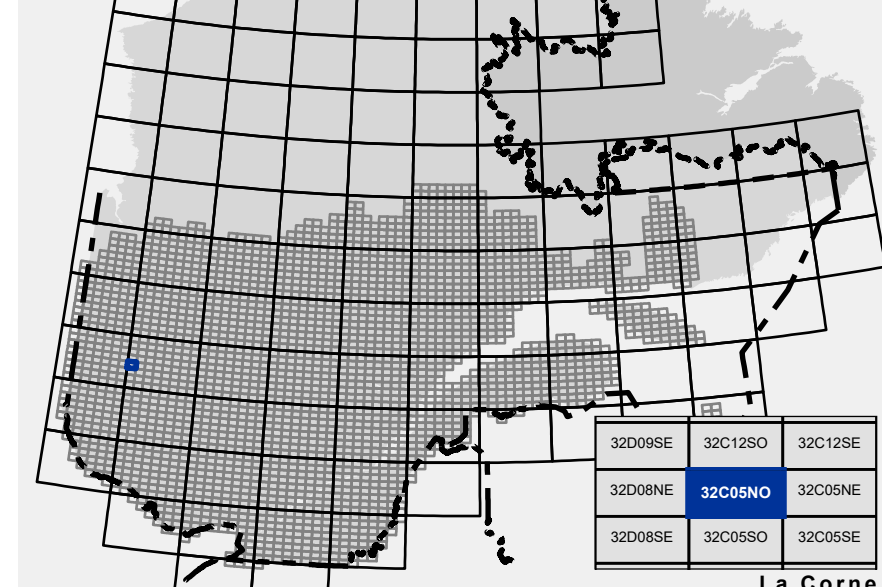 32D09SE 32C12SO 32C12SE
32D08NE 32C05NO 32C05NE
32D08SE 32C05SO 32C05SE
La Corne